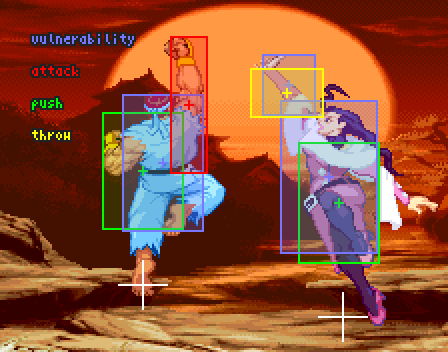 vulnerability
attack
push
throw